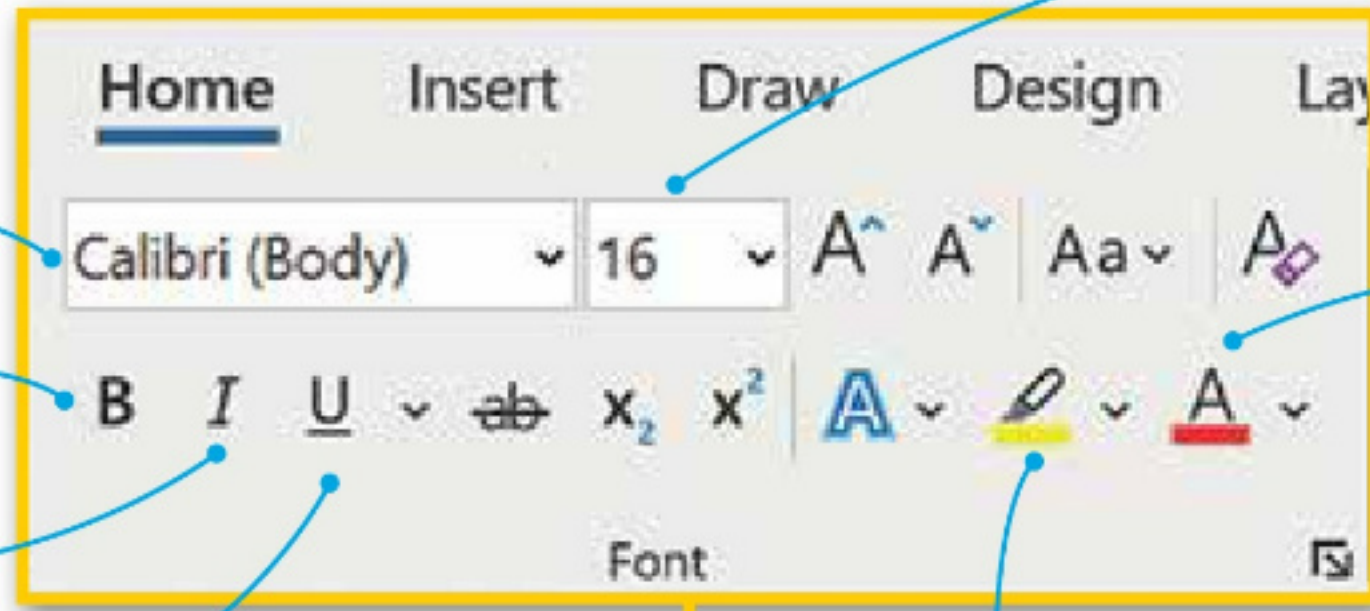 Home Insert Draw Design Lay
Calibri (Body) 16 A A Aa A
B I U ab x₂ x² A A
Font